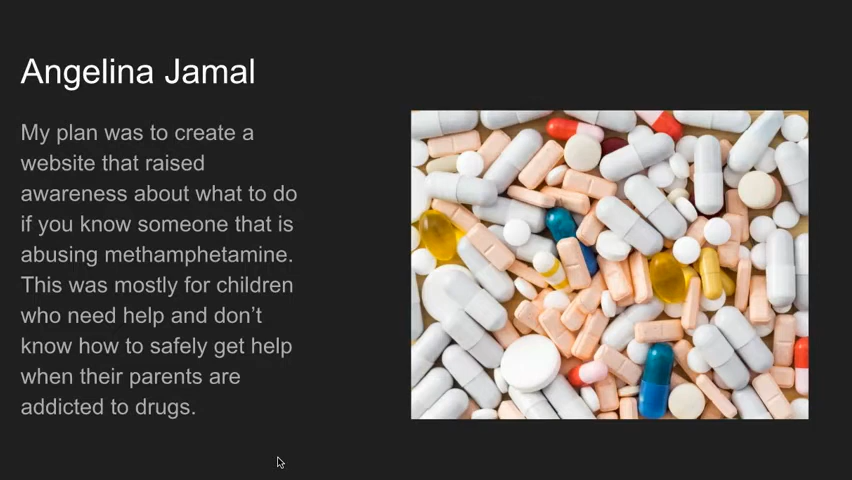 Angelina Jamal
My plan was to create a
website that raised
awareness about what to do
if you know someone that is
abusing methamphetamine.
This was mostly for children
who need help and don’t
know how to safely get help
when their parents are
addicted to drugs.